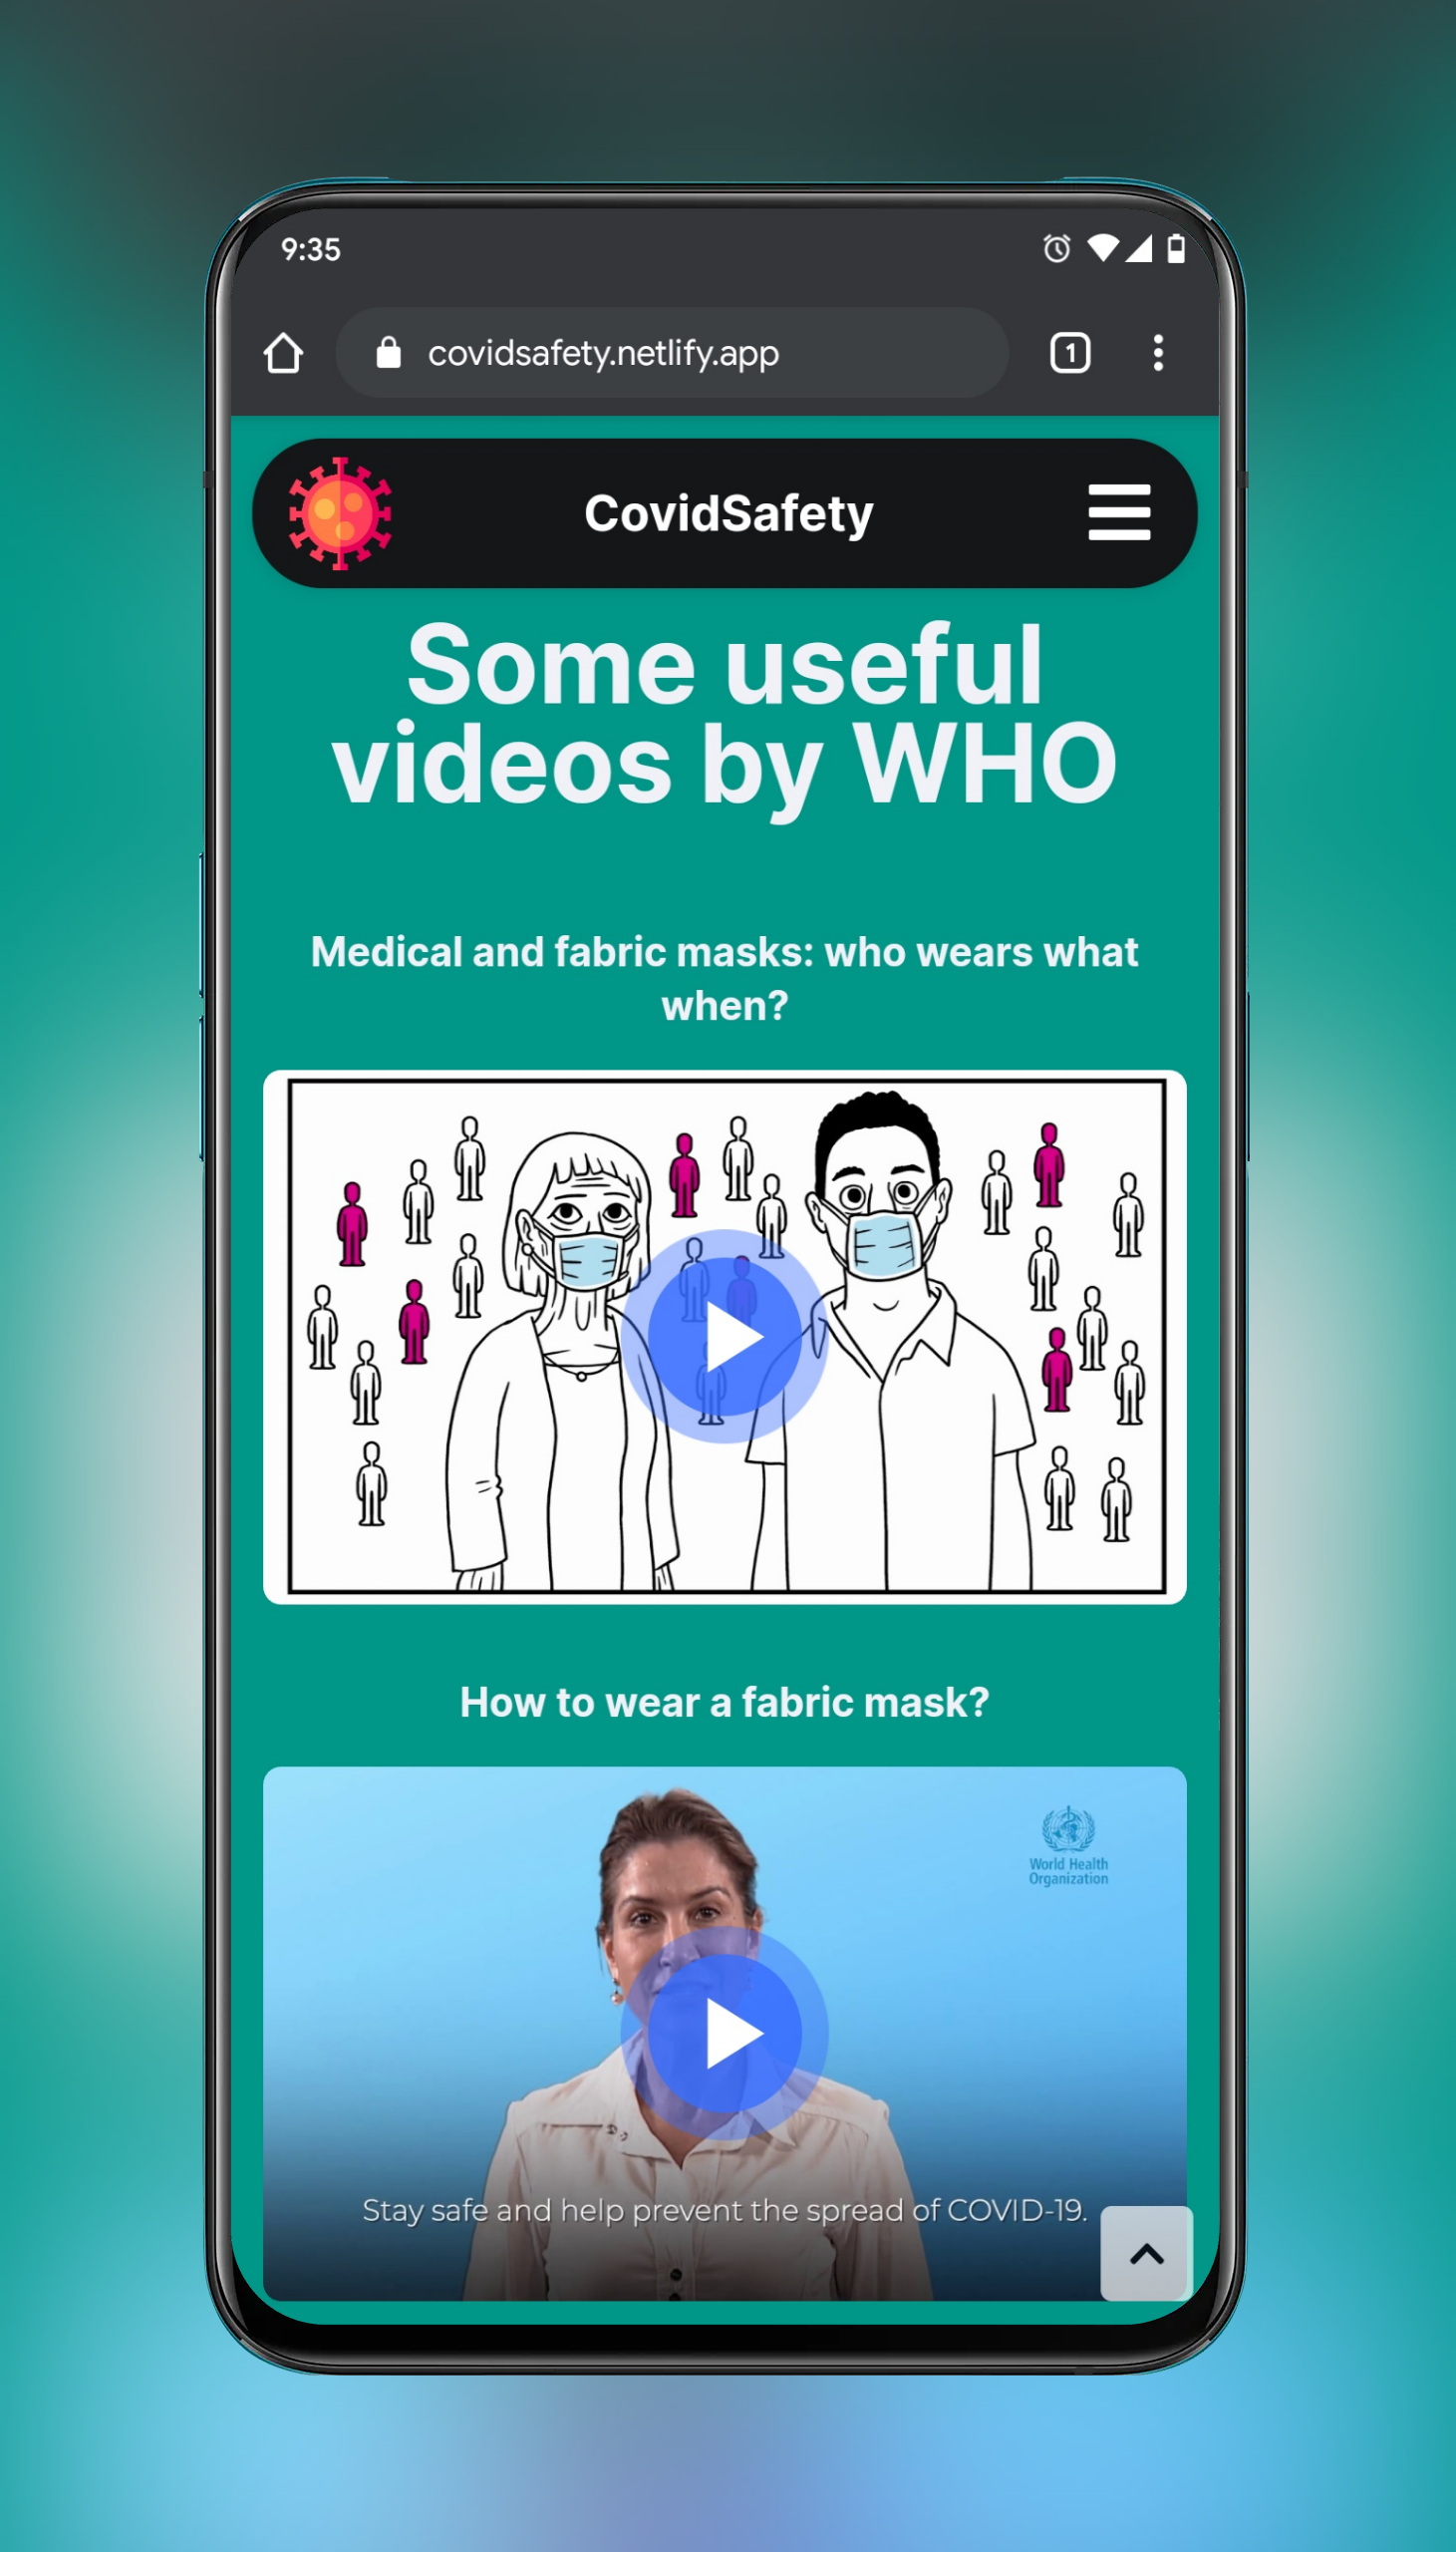 9:35
covidsafety.netlify.app
1
CovidSafety
Some useful
videos by WHO
Medical and fabric masks: who wears what
when?
How to wear a fabric mask?
World Health
Organization
Stay safe and help prevent the spread of COVID-19.